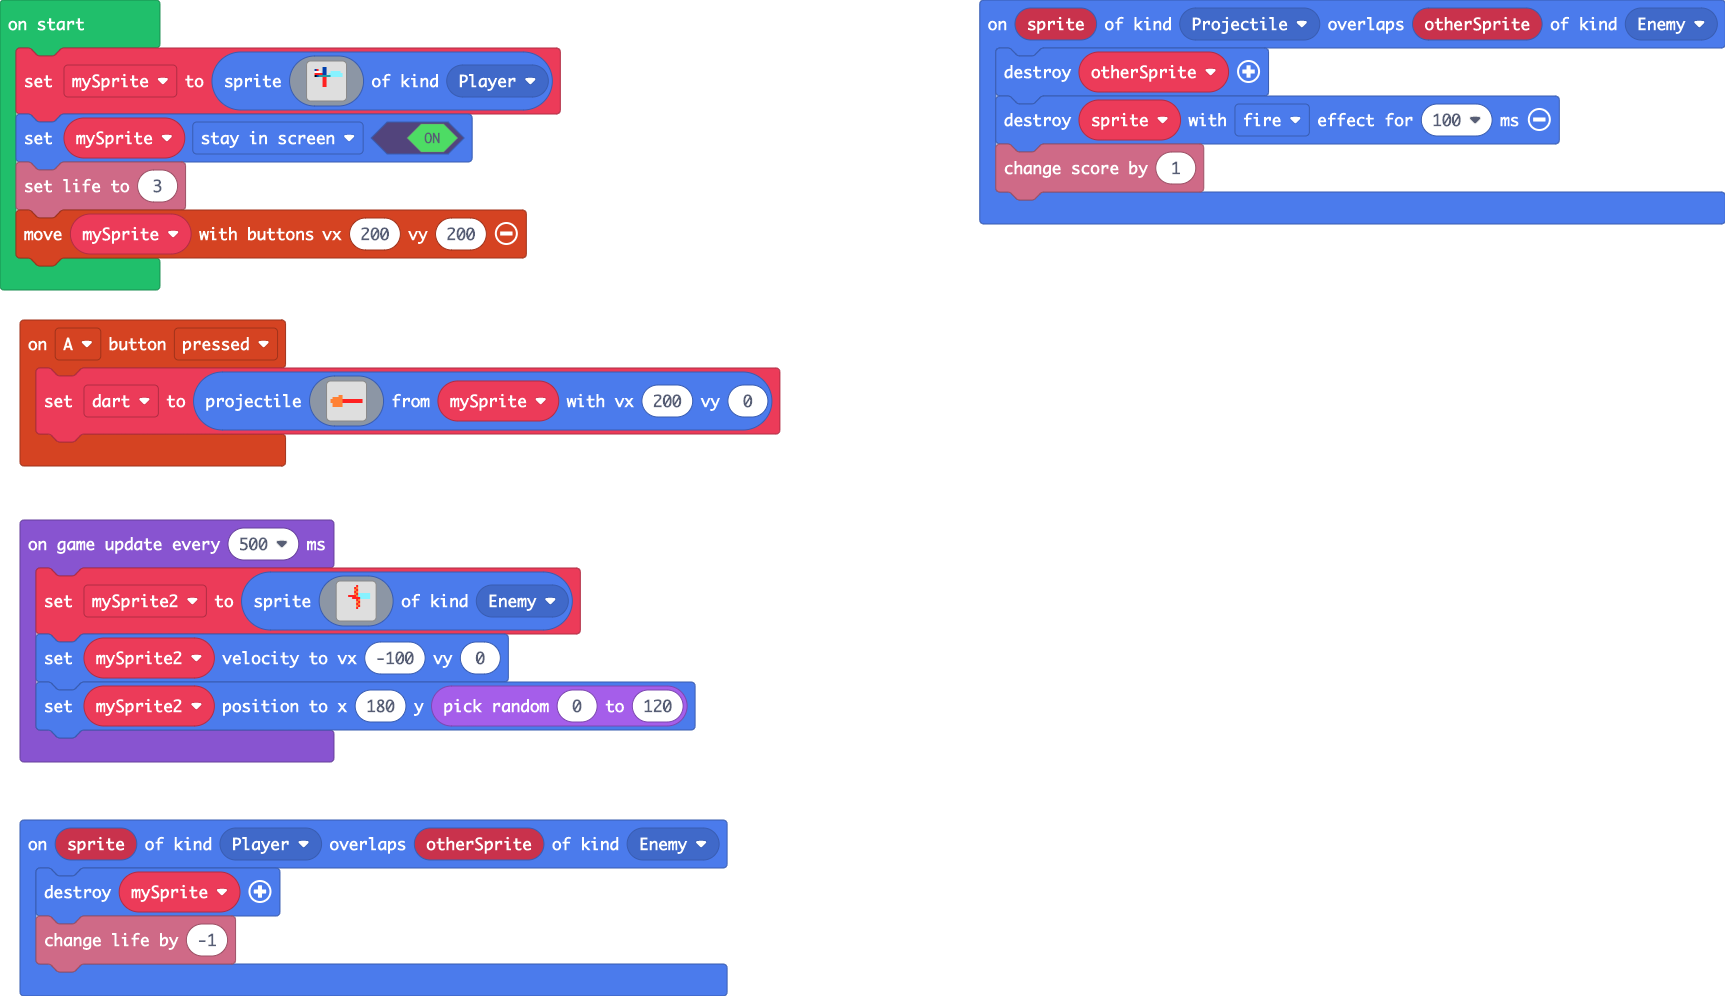 on start
set mySprite to sprite of kind Player
set mySprite stay in screen ON
set life to 3
move mySprite with buttons vx 200 vy 200
on A button pressed
set dart to projectile from mySprite with vx 200 vy 0
on game update every 500 ms
set mySprite2 to sprite of kind Enemy
set mySprite2 velocity to vx -100 vy 0
set mySprite2 position to x 180 y pick random 0 to 120
on sprite of kind Player overlaps otherSprite of kind Enemy
destroy mySprite
change life by -1
on sprite of kind Projectile overlaps otherSprite of kind Enemy
destroy otherSprite
destroy sprite with fire effect for 100 ms
change score by 1